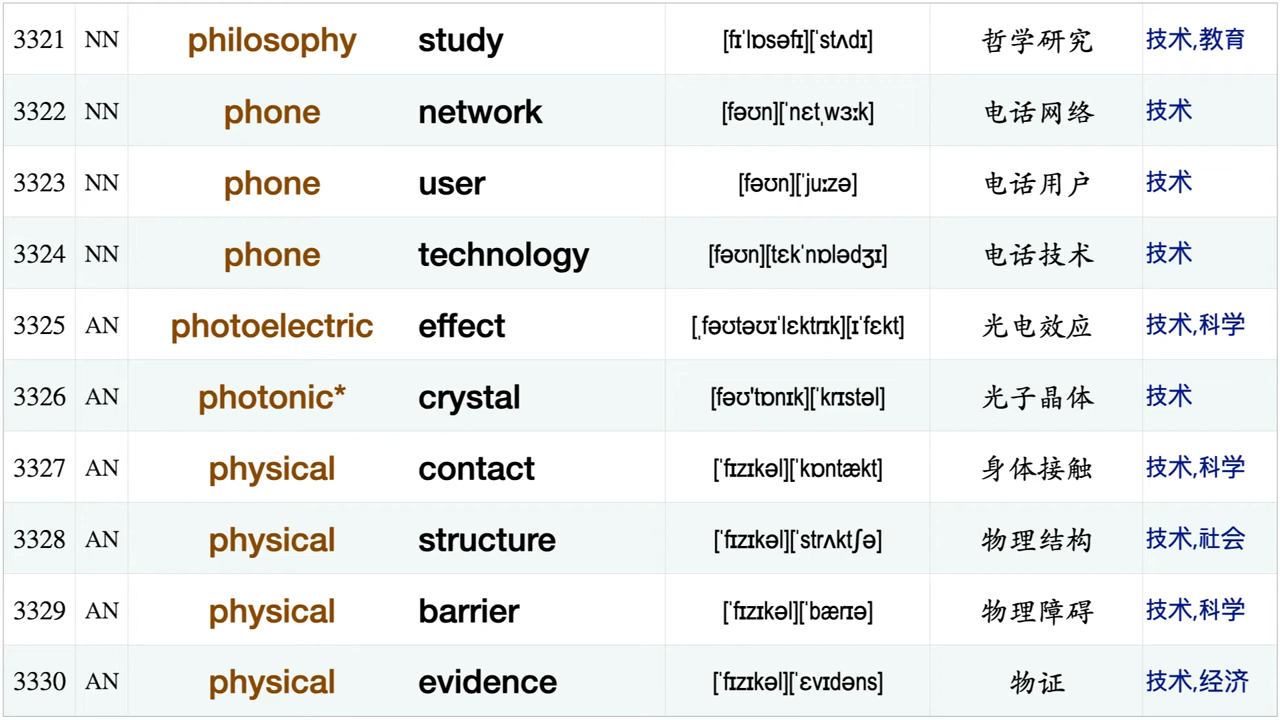 3321 NN philosophy study [fɪˈlɒsəfɪ][ˈstʌdɪ] 哲学研究 技术,教育
3322 NN phone network [fəʊn][ˈnɛtˌwɜːk] 电话网络 技术
3323 NN phone user [fəʊn][ˈjuːzə] 电话用户 技术
3324 NN phone technology [fəʊn][tɛkˈnɒlədʒɪ] 电话技术 技术
3325 AN photoelectric effect [ˌfəʊtəʊɪˈlɛktrɪk][ɪˈfɛkt] 光电效应 技术,科学
3326 AN photonic* crystal [fəʊ'tɒnɪk][ˈkrɪstəl] 光子晶体 技术
3327 AN physical contact [ˈfɪzɪkəl][ˈkɒntækt] 身体接触 技术,科学
3328 AN physical structure [ˈfɪzɪkəl][ˈstrʌktʃə] 物理结构 技术,社会
3329 AN physical barrier [ˈfɪzɪkəl][ˈbærɪə] 物理障碍 技术,科学
3330 AN physical evidence [ˈfɪzɪkəl][ˈɛvɪdəns] 物证 技术,经济